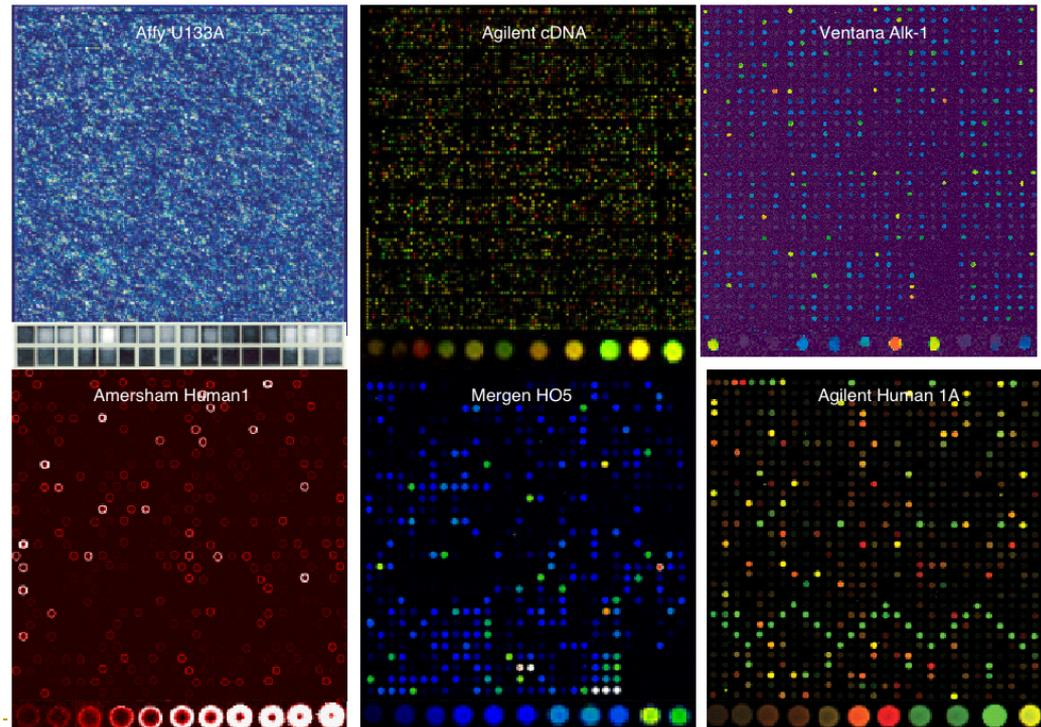 Affy U133A
Agilent cDNA
Ventana Alk-1
Amersham Human1
Mergen HO5
Agilent Human 1A